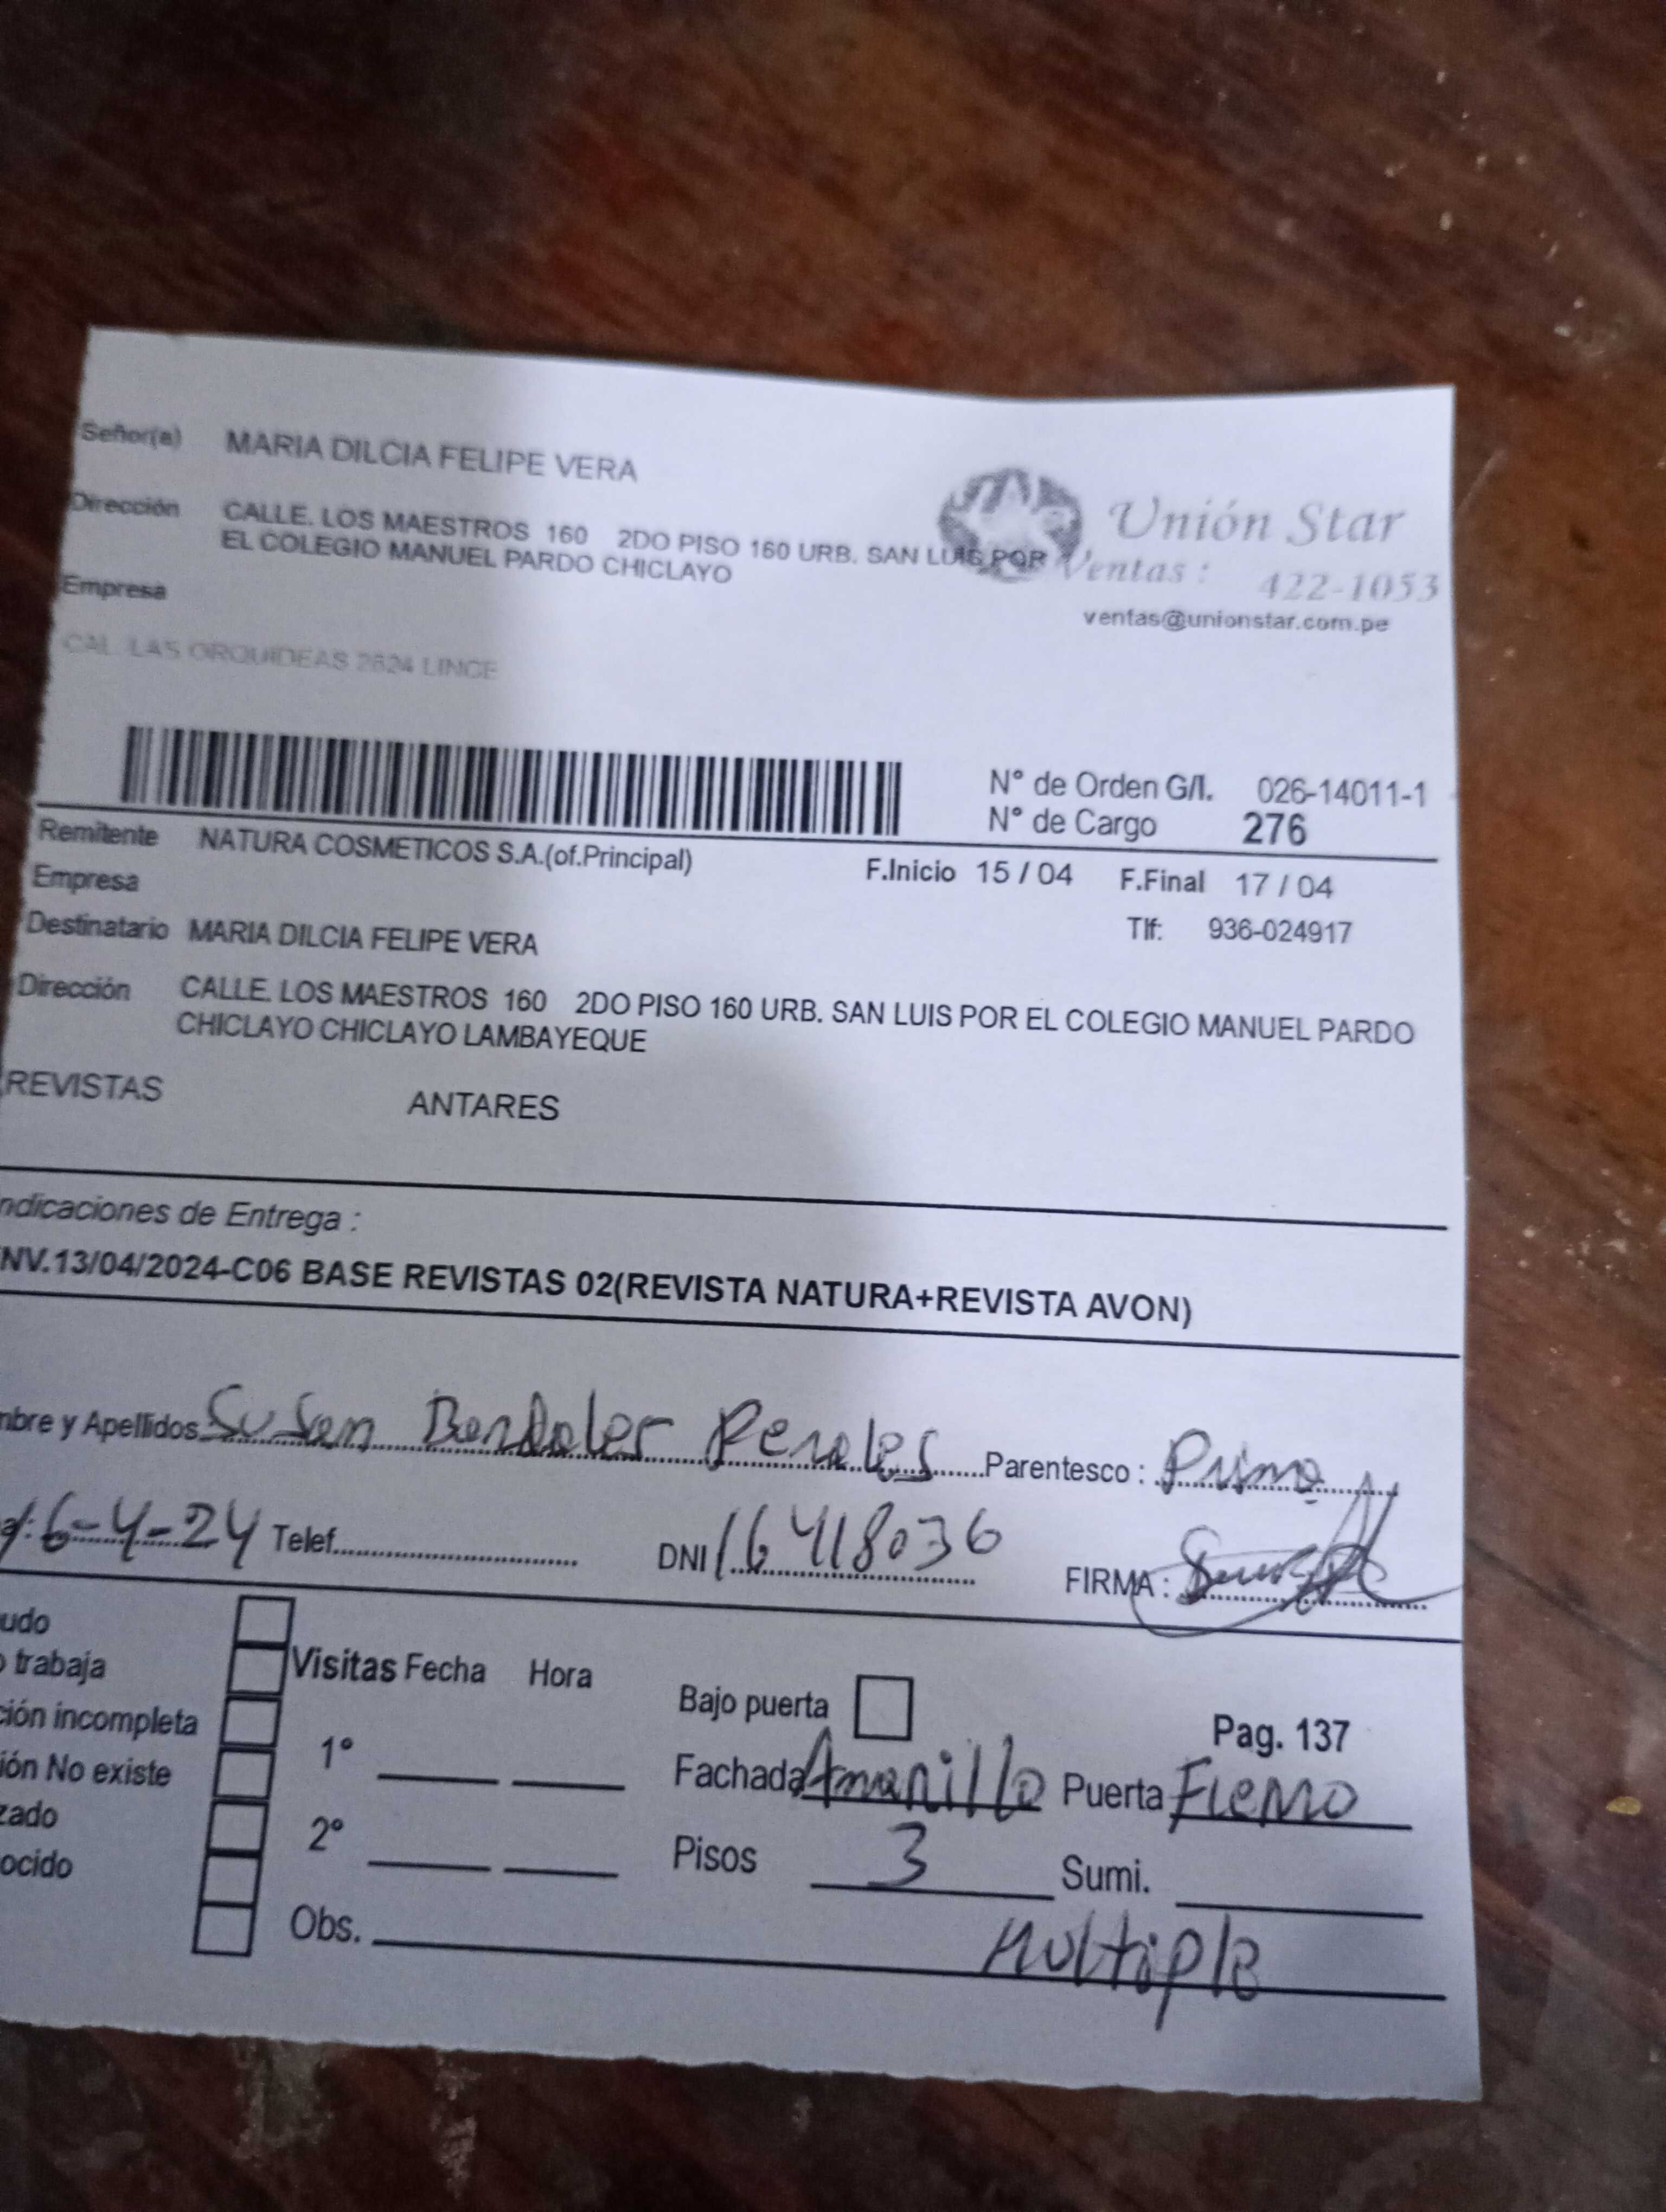 Señor(a) MARIA DILCIA FELIPE VERA
Unión Star
Dirección CALLE. LOS MAESTROS 160 2DO PISO 160 URB. SAN LUIS POR
EL COLEGIO MANUEL PARDO CHICLAYO
Ventas : 422-1053
ventas@unionstar.com.pe
Empresa
CAL. LAS ORQUIDEAS 2624 LINCE
N° de Orden G/I. 026-14011-1
N° de Cargo 276
Remitente NATURA COSMETICOS S.A.(of.Principal)
F.Inicio 15 / 04 F.Final 17 / 04
Empresa
Destinatario MARIA DILCIA FELIPE VERA
Tlf: 936-024917
Dirección CALLE. LOS MAESTROS 160 2DO PISO 160 URB. SAN LUIS POR EL COLEGIO MANUEL PARDO
CHICLAYO CHICLAYO LAMBAYEQUE
REVISTAS ANTARES
ndicaciones de Entrega :
NV.13/04/2024-C06 BASE REVISTAS 02(REVISTA NATURA+REVISTA AVON)
mbre y Apellidos Susan Perales Parentesco : Primo
a: 16-4-24 Telef. DNI 16418036 FIRMA :
udo
o trabaja
Visitas Fecha Hora
Bajo puerta
ción incompleta
Pag. 137
ión No existe
1°
Fachada Amarillo Puerta Fierro
zado
2°
Pisos 3 Sumi.
ocido
Obs. Multiple